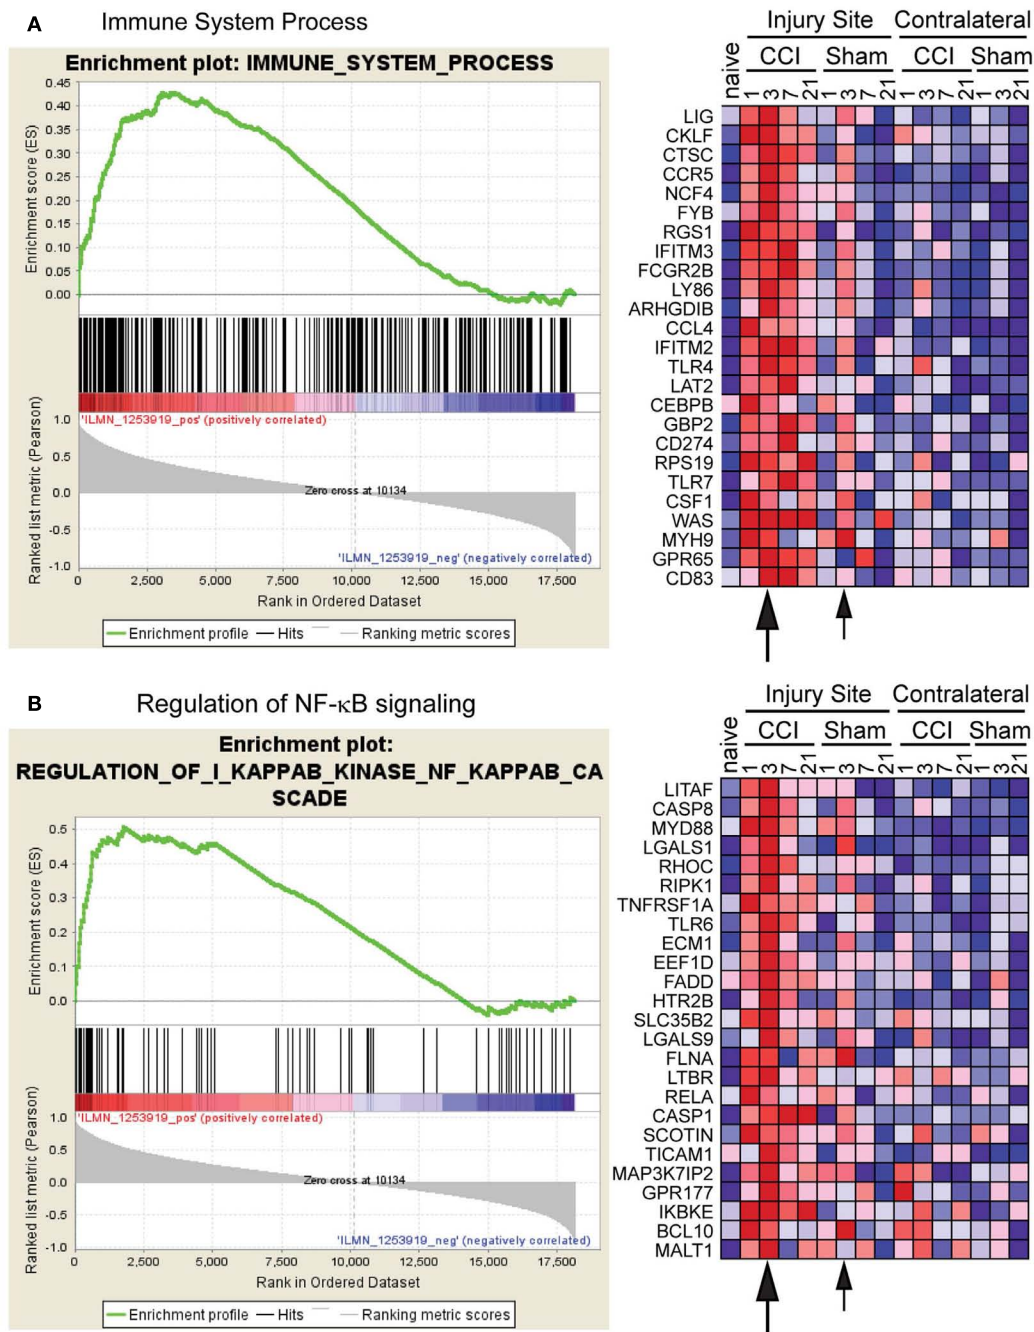 A Immune System Process
Enrichment plot: IMMUNE_SYSTEM_PROCESS
Enrichment score (ES)
0.45
0.40
0.35
0.30
0.25
0.20
0.15
0.10
0.05
0.00
'ILMN_1253919_pos' (positively correlated)
Ranked list metric (Pearson)
1.0
0.5
0.0
-0.5
-1.0
Zero cross at 10134
'ILMN_1253919_neg' (negatively correlated)
0 2,500 5,000 7,500 10,000 12,500 15,000 17,500
Rank in Ordered Dataset
Enrichment profile Hits Ranking metric scores
Injury Site Contralateral
CCI Sham CCI Sham
naive 1 3 7 21 1 3 7 21 1 3 7 21 1 3 21
LIG
CKLF
CTSC
CCR5
NCF4
FYB
RGS1
IFITM3
FCGR2B
LY86
ARHGDIB
CCL4
IFITM2
TLR4
LAT2
CEBPB
GBP2
CD274
RPS19
TLR7
CSF1
WAS
MYH9
GPR65
CD83
B Regulation of NF-κB signaling
Enrichment plot:
REGULATION_OF_I_KAPPAB_KINASE_NF_KAPPAB_CA
SCADE
Enrichment score (ES)
0.5
0.4
0.3
0.2
0.1
0.0
'ILMN_1253919_pos' (positively correlated)
Ranked list metric (Pearson)
1.0
0.5
0.0
-0.5
-1.0
Zero cross at 10134
'ILMN_1253919_neg' (negatively correlated)
0 2,500 5,000 7,500 10,000 12,500 15,000 17,500
Rank in Ordered Dataset
Enrichment profile Hits Ranking metric scores
Injury Site Contralateral
CCI Sham CCI Sham
naive 1 3 7 21 1 3 7 21 1 3 7 21 1 3 21
LITAF
CASP8
MYD88
LGALS1
RHOC
RIPK1
TNFRSF1A
TLR6
ECM1
EEF1D
FADD
HTR2B
SLC35B2
LGALS9
FLNA
LTBR
RELA
CASP1
SCOTIN
TICAM1
MAP3K7IP2
GPR177
IKBKE
BCL10
MALT1